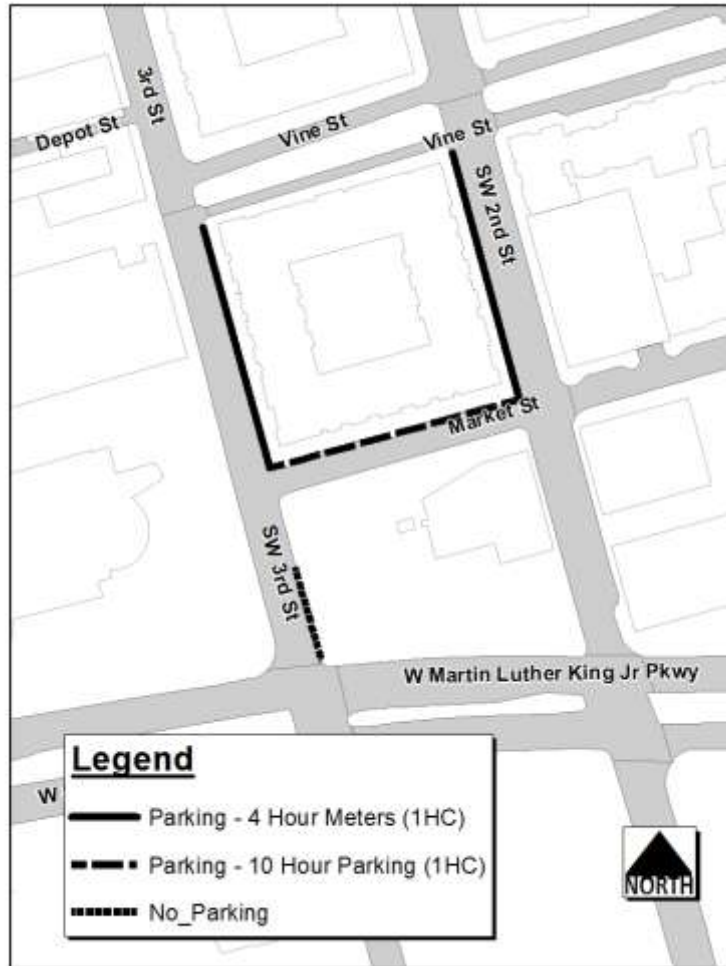 3rd St
Depot St
Vine St
Vine St
SW 2nd St
Market St
SW 3rd St
W Martin Luther King Jr Pkwy
W
Legend
Parking - 4 Hour Meters (1HC)
Parking - 10 Hour Parking (1HC)
No_Parking
NORTH